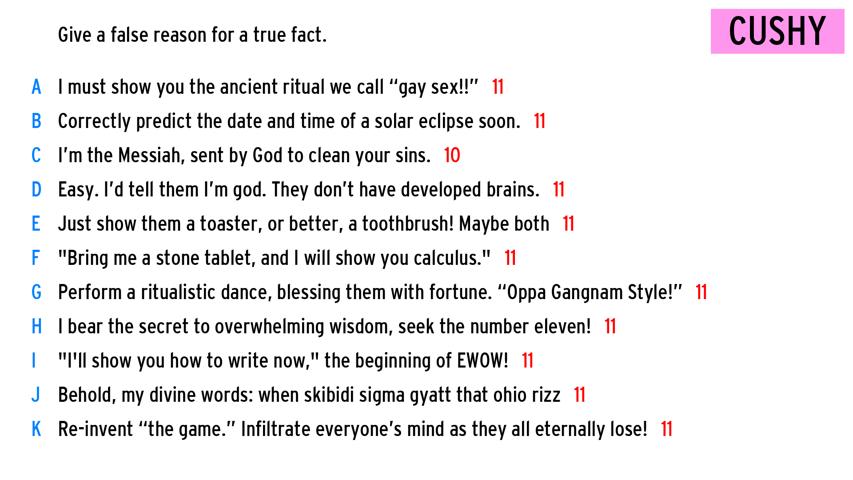 Give a false reason for a true fact.
CUSHY
A I must show you the ancient ritual we call “gay sex!!” 11
B Correctly predict the date and time of a solar eclipse soon. 11
C I’m the Messiah, sent by God to clean your sins. 10
D Easy. I’d tell them I’m god. They don’t have developed brains. 11
E Just show them a toaster, or better, a toothbrush! Maybe both 11
F "Bring me a stone tablet, and I will show you calculus." 11
G Perform a ritualistic dance, blessing them with fortune. “Oppa Gangnam Style!” 11
H I bear the secret to overwhelming wisdom, seek the number eleven! 11
I "I'll show you how to write now," the beginning of EWOW! 11
J Behold, my divine words: when skibidi sigma gyatt that ohio rizz 11
K Re-invent “the game.” Infiltrate everyone’s mind as they all eternally lose! 11